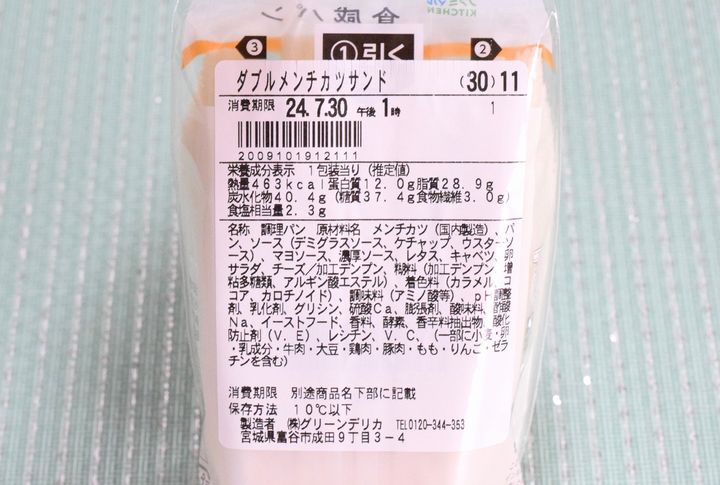 KITCHEN
食感パン
3
①引く
2
ダブルメンチカツサンド (30)11
消費期限 24.7.30 午後1時 1
2009101912111
栄養成分表示 1包装当り(推定値)
熱量463kcal蛋白質12.0g脂質28.9g
炭水化物40.4g(糖質37.4g食物繊維3.0g)
食塩相当量2.3g
名称 調理パン 原材料名 メンチカツ(国内製造)、パ
ン、ソース(デミグラスソース、ケチャップ、ウスターソ
ース)、マヨソース、濃厚ソース、レタス、キャベツ、卵
サラダ、チーズ/加工デンプン、糊料(加工デンプン、増
粘多糖類、アルギン酸エステル)、着色料(カラメル、コ
コア、カロチノイド)、調味料(アミノ酸等)、pH調整
剤、乳化剤、グリシン、硫酸Ca、膨張剤、酸味料、酢酸
Na、イーストフード、香料、酵素、香辛料抽出物、酸化
防止剤(V.E)、レシチン、V.C、(一部に小麦・卵
・乳成分・牛肉・大豆・鶏肉・豚肉・もも・りんご・ゼラ
チンを含む)
消費期限 別途商品名下部に記載
保存方法 10℃以下
製造者 (株)グリーンデリカ TEL0120-344-353
宮城県富谷市成田9丁目3-4